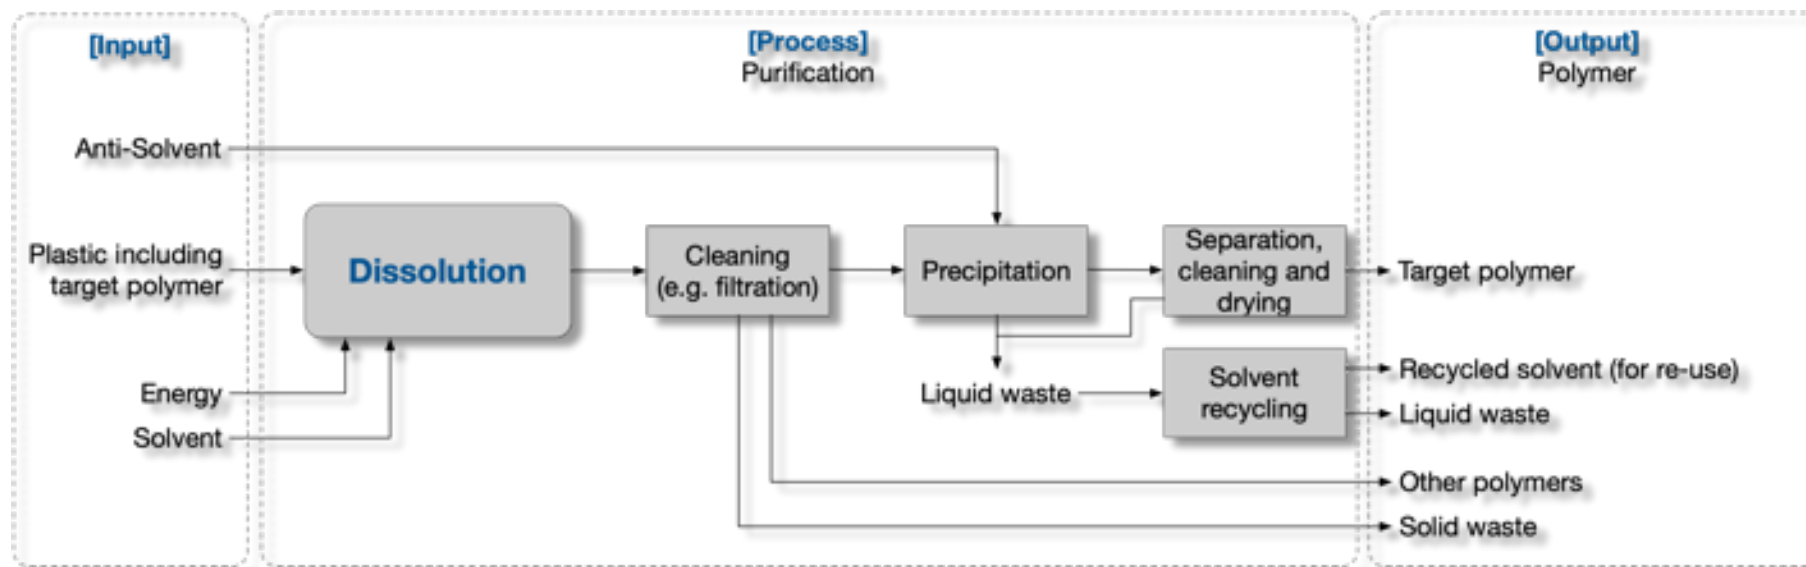 [Input]
[Process]
Purification
[Output]
Polymer
Anti-Solvent
Plastic including
target polymer
Dissolution
Cleaning
(e.g. filtration)
Precipitation
Separation,
cleaning and
drying
Target polymer
Energy
Solvent
Liquid waste
Solvent
recycling
Recycled solvent (for re-use)
Liquid waste
Other polymers
Solid waste